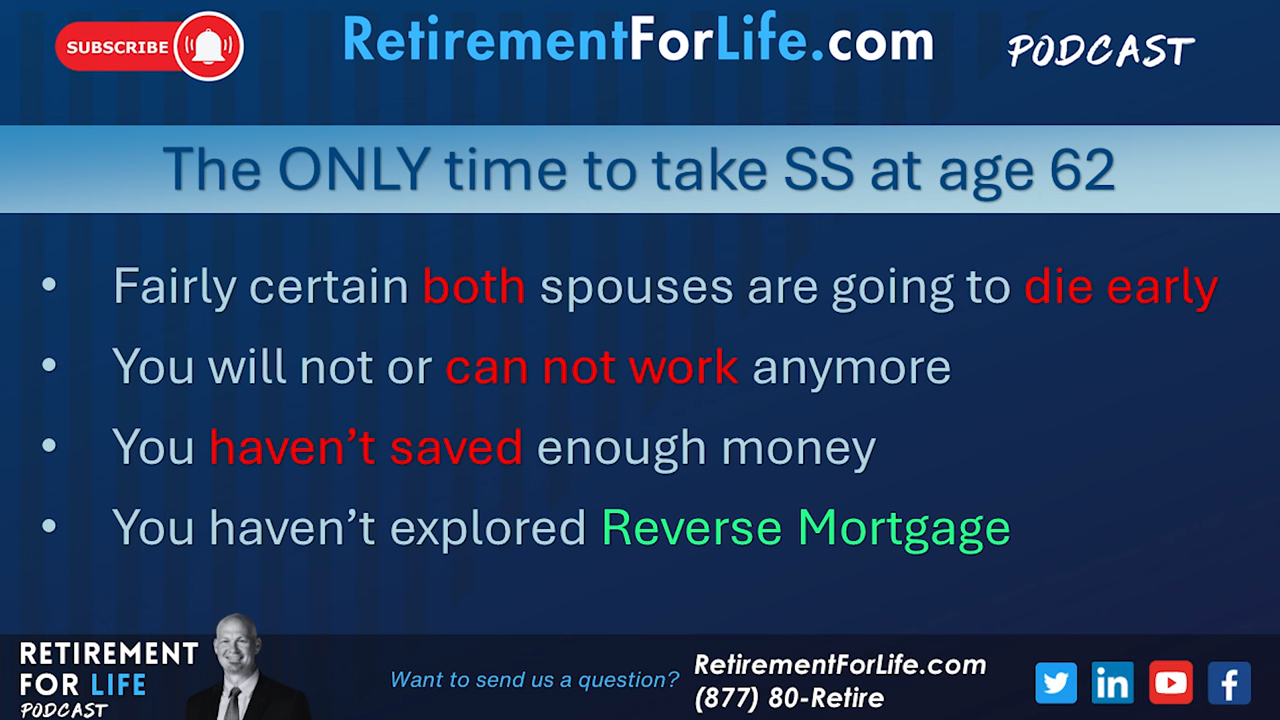 SUBSCRIBE
RetirementForLife.com
PODCAST
The ONLY time to take SS at age 62
• Fairly certain both spouses are going to die early
• You will not or can not work anymore
• You haven’t saved enough money
• You haven’t explored Reverse Mortgage
RETIREMENT
FOR LIFE
PODCAST
Want to send us a question?
RetirementForLife.com
(877) 80-Retire
in
f